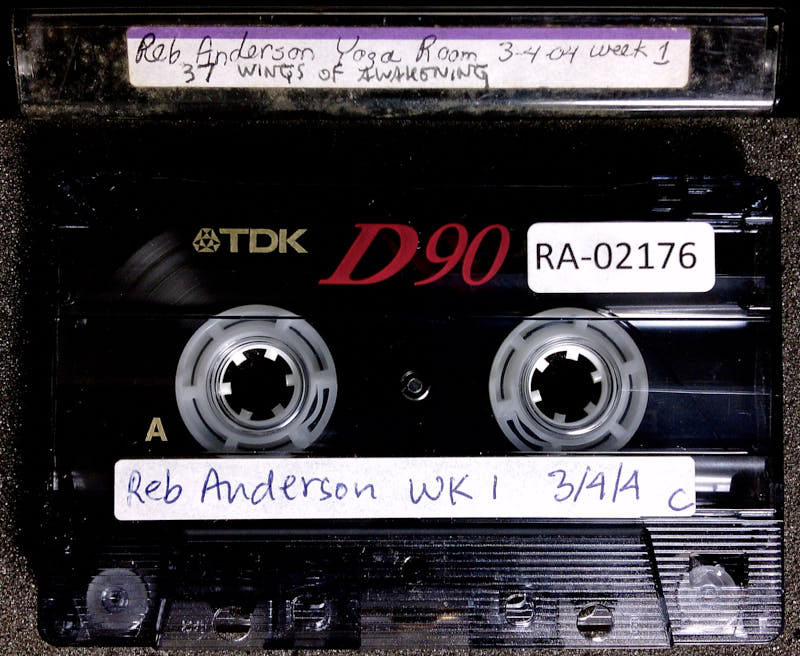 Reb Anderson Yoga Room 3-4-04 week 1
37 WINGS OF AWAKENING
TDK D90
RA-02176
A
Reb Anderson WK 1 3/4/4 C